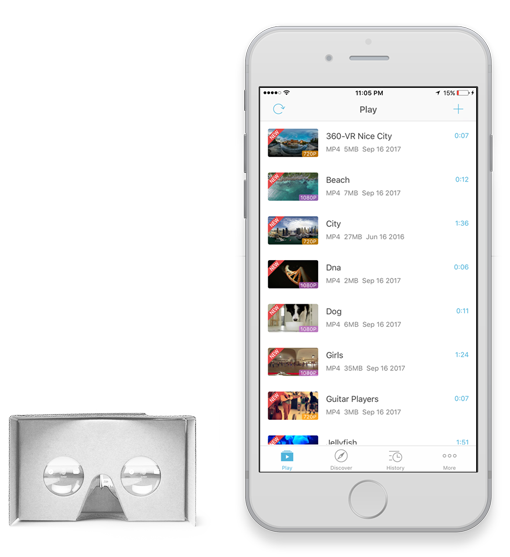 11:05 PM
15%
Play
NEW
720P
360-VR Nice City
0:07
MP4 5MB Sep 16 2017
NEW
1080P
Beach
0:12
MP4 7MB Sep 16 2017
NEW
720P
City
1:36
MP4 27MB Jun 16 2016
NEW
1080P
Dna
0:06
MP4 2MB Sep 16 2017
NEW
1080P
Dog
0:11
MP4 6MB Sep 16 2017
NEW
1080P
Girls
1:24
MP4 35MB Sep 16 2017
NEW
720P
Guitar Players
0:07
MP4 3MB Sep 16 2017
NEW
Jellyfish
1:51
Play
Discover
History
More